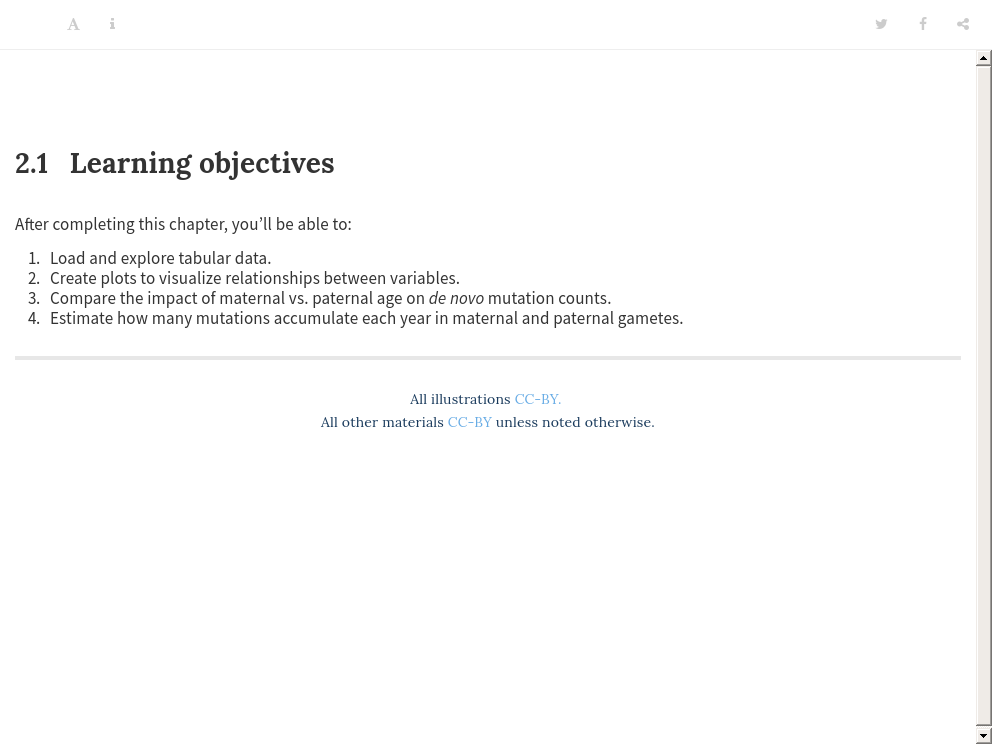 2.1 Learning objectives
After completing this chapter, you’ll be able to:
1. Load and explore tabular data.
2. Create plots to visualize relationships between variables.
3. Compare the impact of maternal vs. paternal age on de novo mutation counts.
4. Estimate how many mutations accumulate each year in maternal and paternal gametes.
All illustrations CC-BY.
All other materials CC-BY unless noted otherwise.